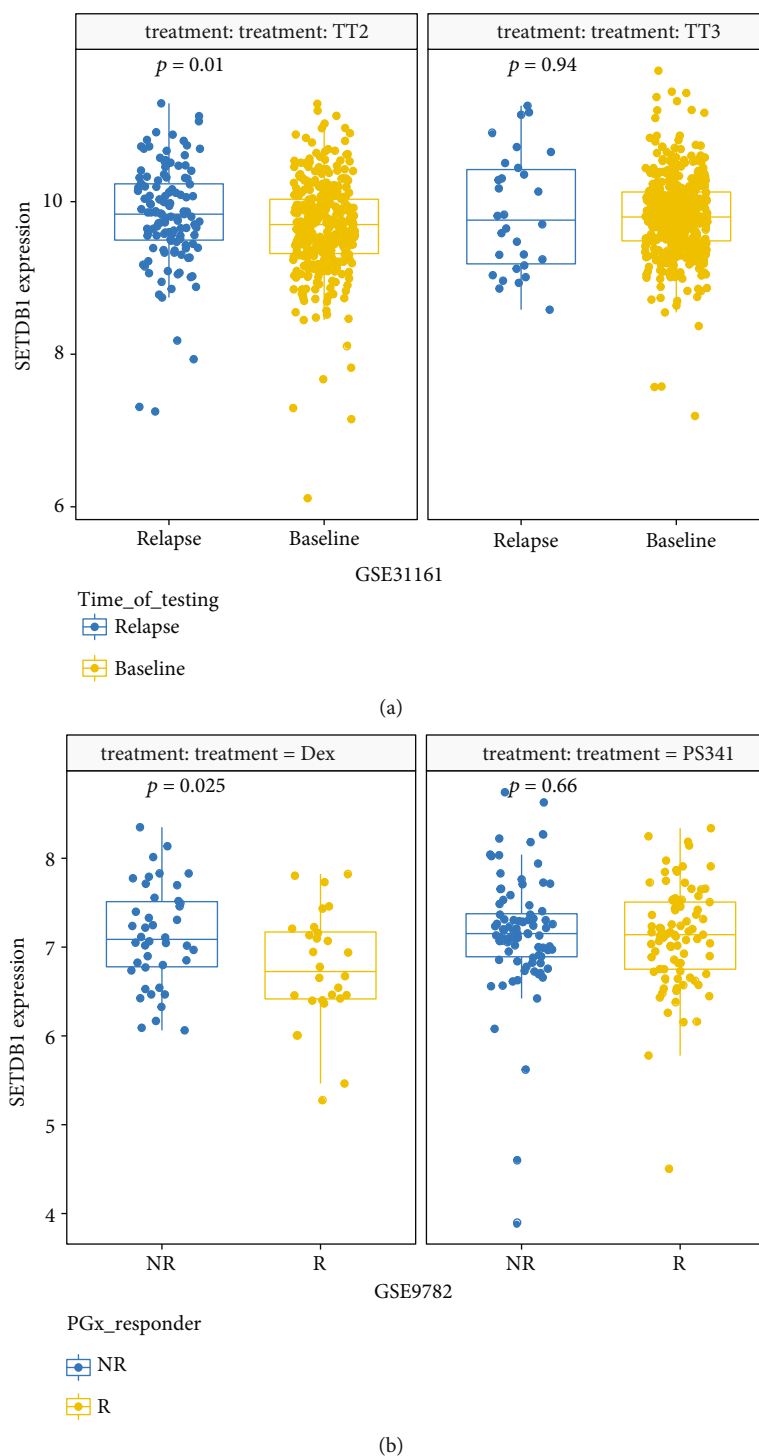 treatment: treatment: TT2
treatment: treatment: TT3
p = 0.01
p = 0.94
10
8
6
SETDB1 expression
Relapse
Baseline
Relapse
Baseline
GSE31161
Time_of_testing
Relapse
Baseline
(a)
treatment: treatment = Dex
treatment: treatment = PS341
p = 0.025
p = 0.66
8
7
6
5
4
SETDB1 expression
NR
R
NR
R
GSE9782
PGx_responder
NR
R
(b)